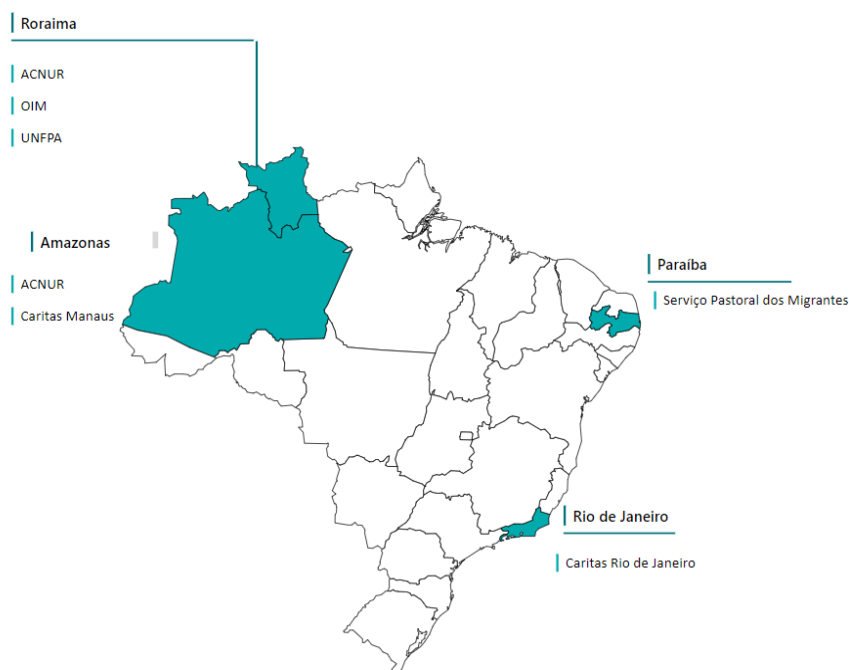 Roraima
ACNUR
OIM
UNFPA
Amazonas
ACNUR
Caritas Manaus
Paraíba
Serviço Pastoral dos Migrantes
Rio de Janeiro
Caritas Rio de Janeiro